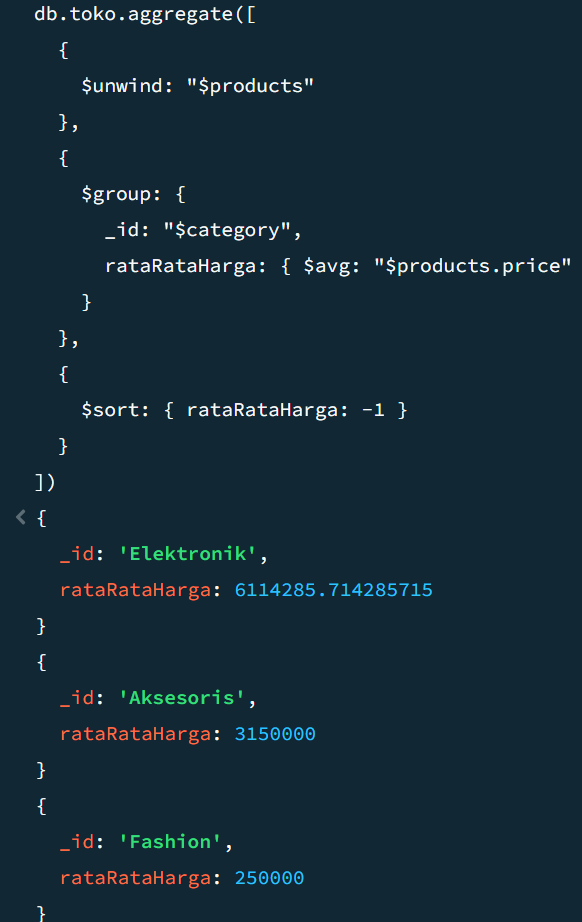 db.toko.aggregate([
  {
    $unwind: "$products"
  },
  {
    $group: {
      _id: "$category",
      rataRataHarga: { $avg: "$products.price"
    }
  },
  {
    $sort: { rataRataHarga: -1 }
  }
])
< {
  _id: 'Elektronik',
  rataRataHarga: 6114285.714285715
}
{
  _id: 'Aksesoris',
  rataRataHarga: 3150000
}
{
  _id: 'Fashion',
  rataRataHarga: 250000
}